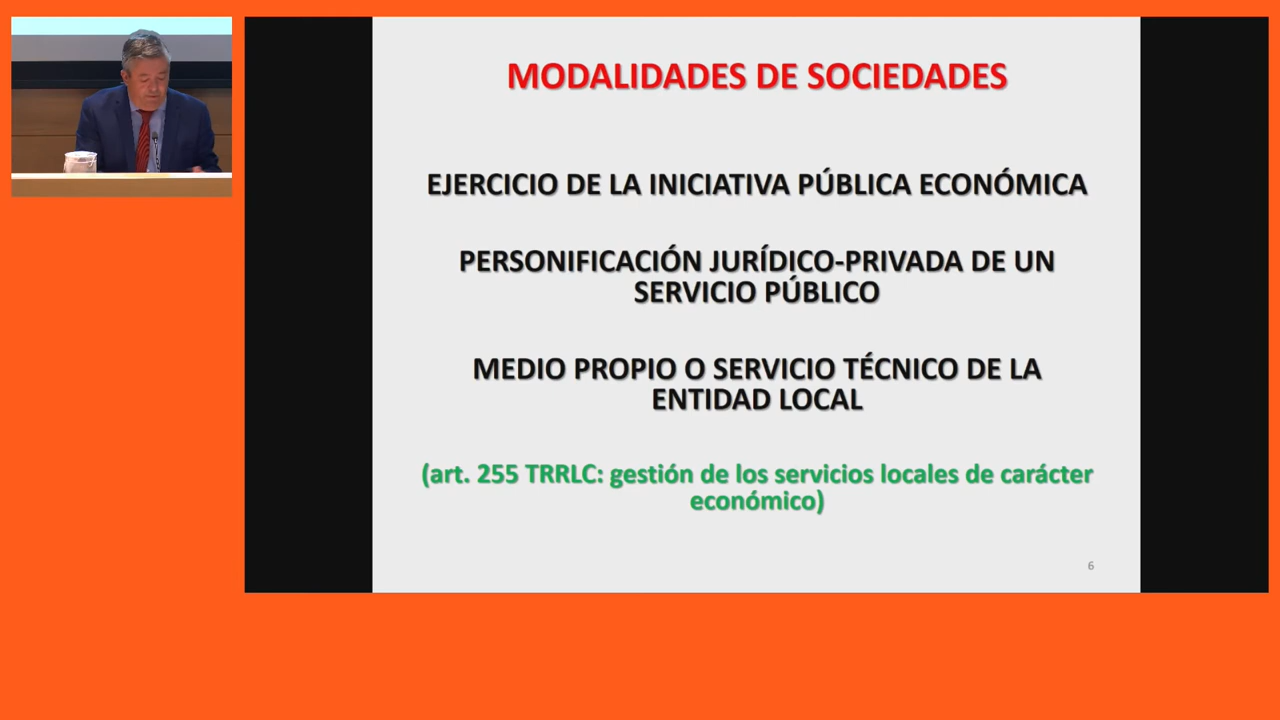 MODALIDADES DE SOCIEDADES
EJERCICIO DE LA INICIATIVA PÚBLICA ECONÓMICA
PERSONIFICACIÓN JURÍDICO-PRIVADA DE UN
SERVICIO PÚBLICO
MEDIO PROPIO O SERVICIO TÉCNICO DE LA
ENTIDAD LOCAL
(art. 255 TRRLC: gestión de los servicios locales de carácter
económico)
6